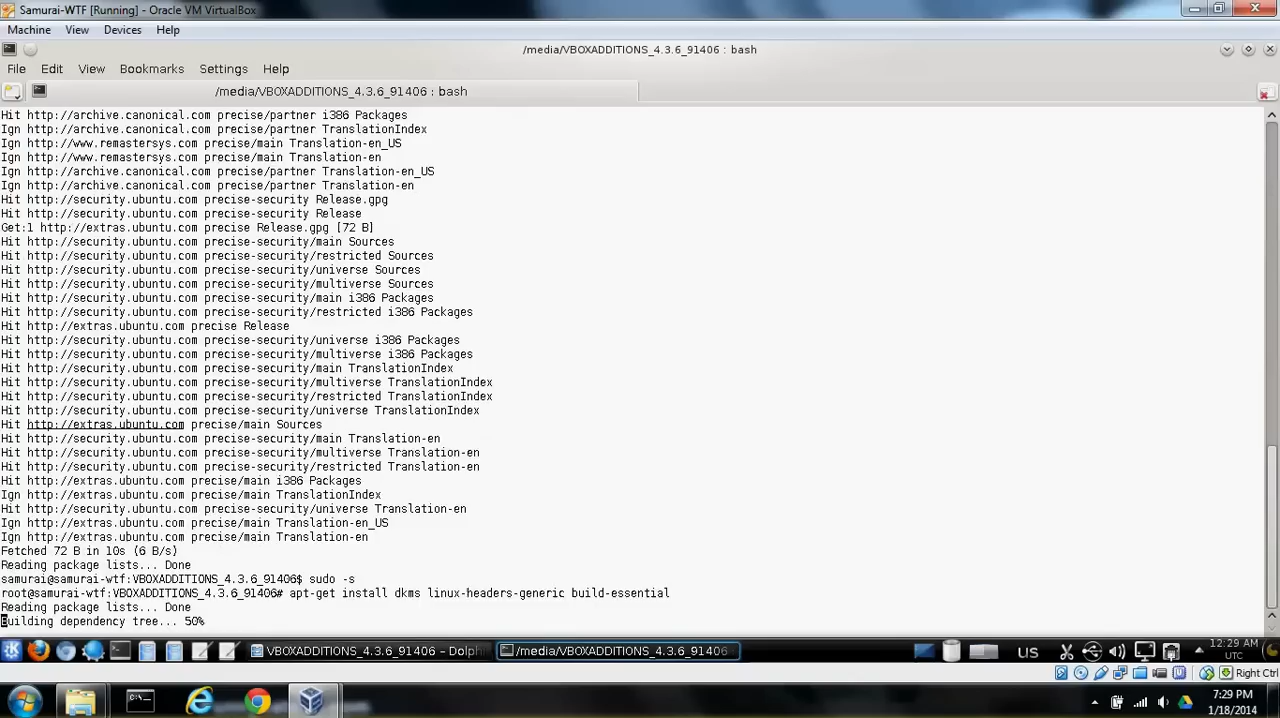 Samurai-WTF [Running] - Oracle VM VirtualBox
Machine View Devices Help
/media/VBOXADDITIONS_4.3.6_91406 : bash
File Edit View Bookmarks Settings Help
/media/VBOXADDITIONS_4.3.6_91406 : bash
Hit http://archive.canonical.com precise/partner i386 Packages
Ign http://archive.canonical.com precise/partner TranslationIndex
Ign http://www.remastersys.com precise/main Translation-en_US
Ign http://www.remastersys.com precise/main Translation-en
Ign http://archive.canonical.com precise/partner Translation-en_US
Ign http://archive.canonical.com precise/partner Translation-en
Hit http://security.ubuntu.com precise-security Release.gpg
Hit http://security.ubuntu.com precise-security Release
Get:1 http://extras.ubuntu.com precise Release.gpg [72 B]
Hit http://security.ubuntu.com precise-security/main Sources
Hit http://security.ubuntu.com precise-security/restricted Sources
Hit http://security.ubuntu.com precise-security/universe Sources
Hit http://security.ubuntu.com precise-security/multiverse Sources
Hit http://security.ubuntu.com precise-security/main i386 Packages
Hit http://security.ubuntu.com precise-security/restricted i386 Packages
Hit http://extras.ubuntu.com precise Release
Hit http://security.ubuntu.com precise-security/universe i386 Packages
Hit http://security.ubuntu.com precise-security/multiverse i386 Packages
Hit http://security.ubuntu.com precise-security/main TranslationIndex
Hit http://security.ubuntu.com precise-security/multiverse TranslationIndex
Hit http://security.ubuntu.com precise-security/restricted TranslationIndex
Hit http://security.ubuntu.com precise-security/universe TranslationIndex
Hit http://extras.ubuntu.com precise/main Sources
Hit http://security.ubuntu.com precise-security/main Translation-en
Hit http://security.ubuntu.com precise-security/multiverse Translation-en
Hit http://security.ubuntu.com precise-security/restricted Translation-en
Hit http://extras.ubuntu.com precise/main i386 Packages
Ign http://extras.ubuntu.com precise/main TranslationIndex
Hit http://security.ubuntu.com precise-security/universe Translation-en
Ign http://extras.ubuntu.com precise/main Translation-en_US
Ign http://extras.ubuntu.com precise/main Translation-en
Fetched 72 B in 10s (6 B/s)
Reading package lists... Done
samurai@samurai-wtf:VBOXADDITIONS_4.3.6_91406$ sudo -s
root@samurai-wtf:VBOXADDITIONS_4.3.6_91406# apt-get install dkms linux-headers-generic build-essential
Reading package lists... Done
Building dependency tree... 50%
VBOXADDITIONS_4.3.6_91406 - Dolph /media/VBOXADDITIONS_4.3.6_91406 US 12:29 AM
UTC
Right Ctrl
7:29 PM
1/18/2014